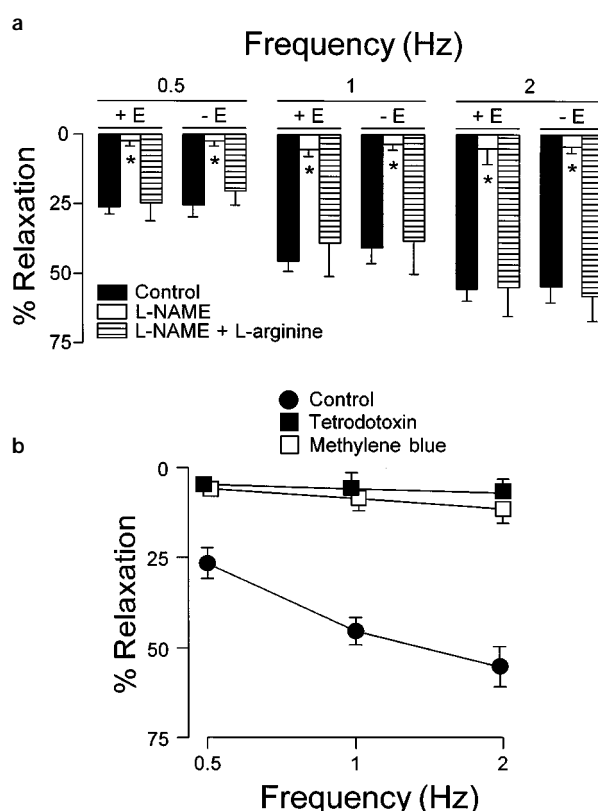 a
Frequency (Hz)
0.5 1 2
+ E - E + E - E + E - E
0
25
50
75
% Relaxation
* * * * * *
Control
L-NAME
L-NAME + L-arginine
b
Control
Tetrodotoxin
Methylene blue
0
25
50
75
% Relaxation
0.5 1 2
Frequency (Hz)